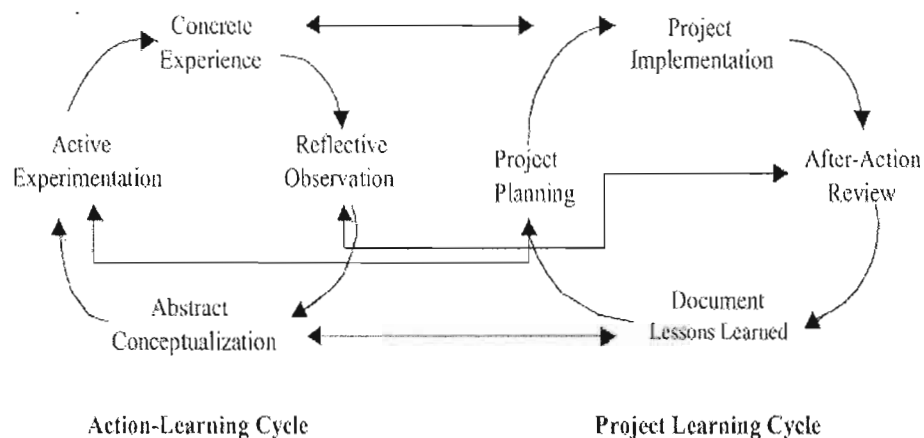 Concrete
Experience
Project
Implementation
Active
Experimentation
Reflective
Observation
Project
Planning
After-Action
Review
Abstract
Conceptualization
Document
Lessons Learned
Action-Learning Cycle
Project Learning Cycle